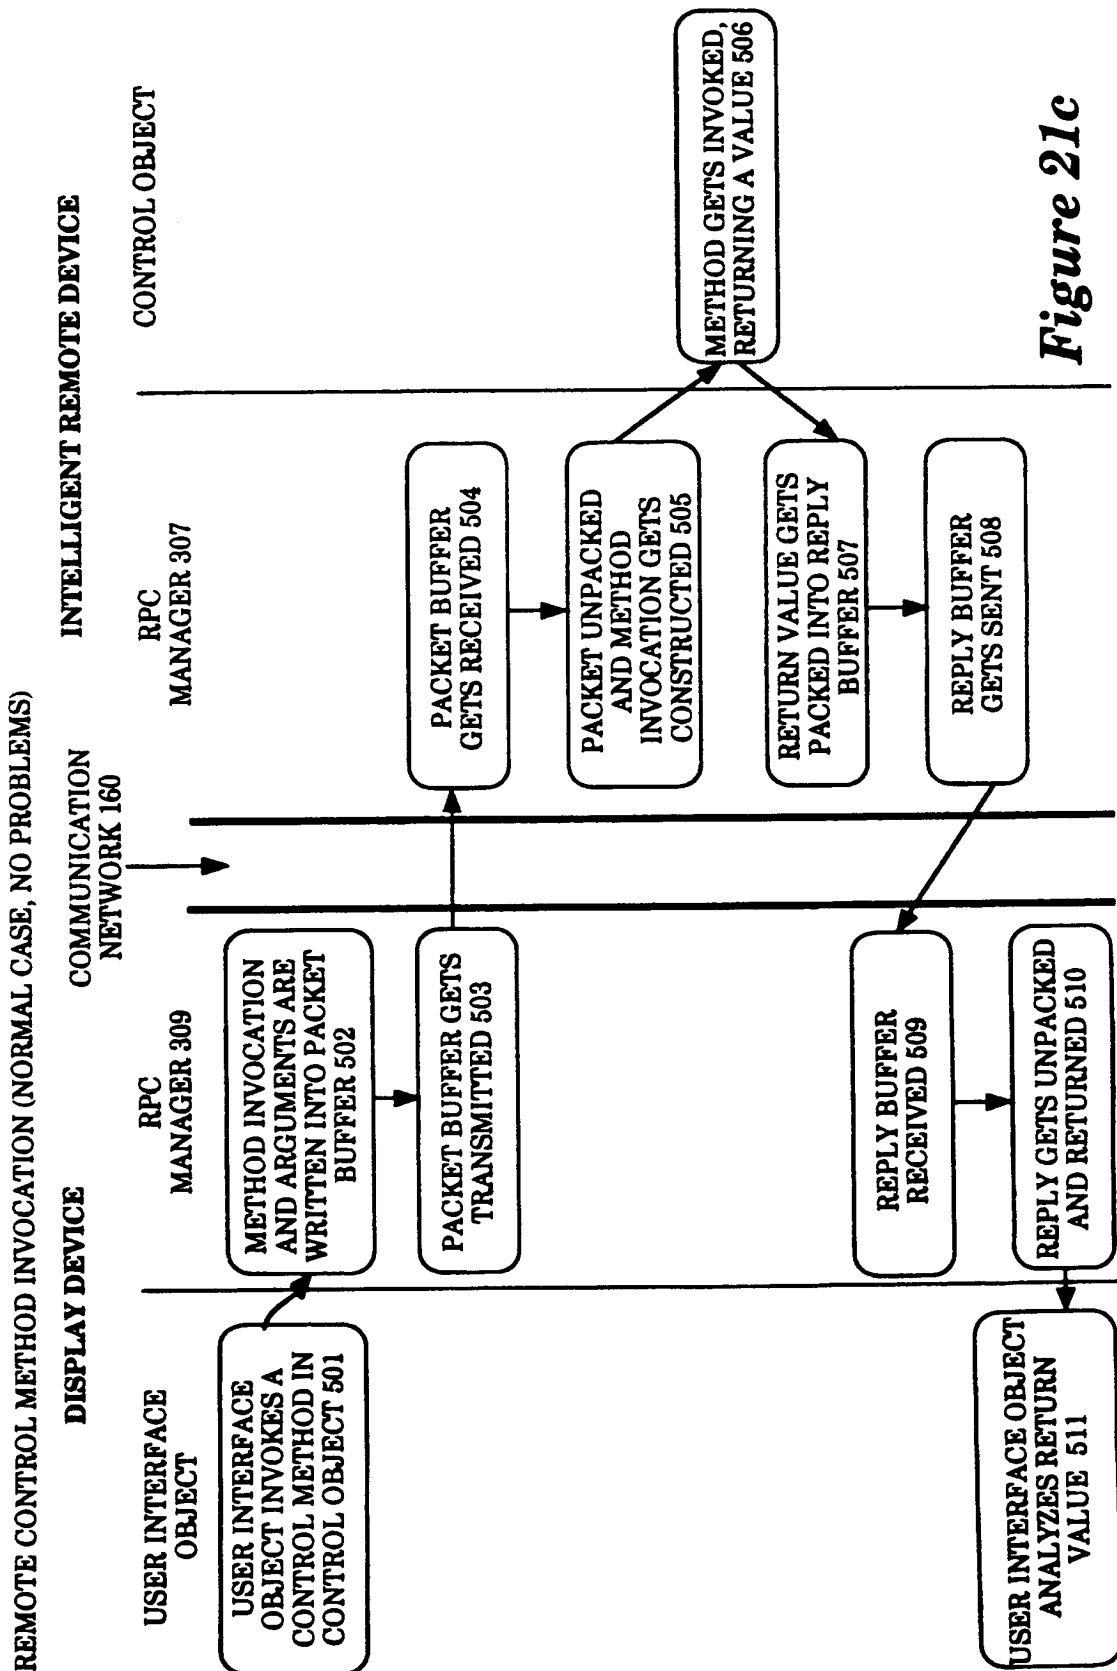 REMOTE CONTROL METHOD INVOCATION (NORMAL CASE, NO PROBLEMS)
DISPLAY DEVICE
COMMUNICATION
NETWORK 160
INTELLIGENT REMOTE DEVICE
USER INTERFACE
OBJECT
RPC
MANAGER 309
RPC
MANAGER 307
CONTROL OBJECT
USER INTERFACE
OBJECT INVOKES A
CONTROL METHOD IN
CONTROL OBJECT 501
METHOD INVOCATION
AND ARGUMENTS ARE
WRITTEN INTO PACKET
BUFFER 502
PACKET BUFFER GETS
TRANSMITTED 503
PACKET BUFFER
GETS RECEIVED 504
PACKET UNPACKED
AND METHOD
INVOCATION GETS
CONSTRUCTED 505
METHOD GETS INVOKED,
RETURNING A VALUE 506
RETURN VALUE GETS
PACKED INTO REPLY
BUFFER 507
REPLY BUFFER
GETS SENT 508
REPLY BUFFER
RECEIVED 509
REPLY GETS UNPACKED
AND RETURNED 510
USER INTERFACE OBJECT
ANALYZES RETURN
VALUE 511
Figure 21c